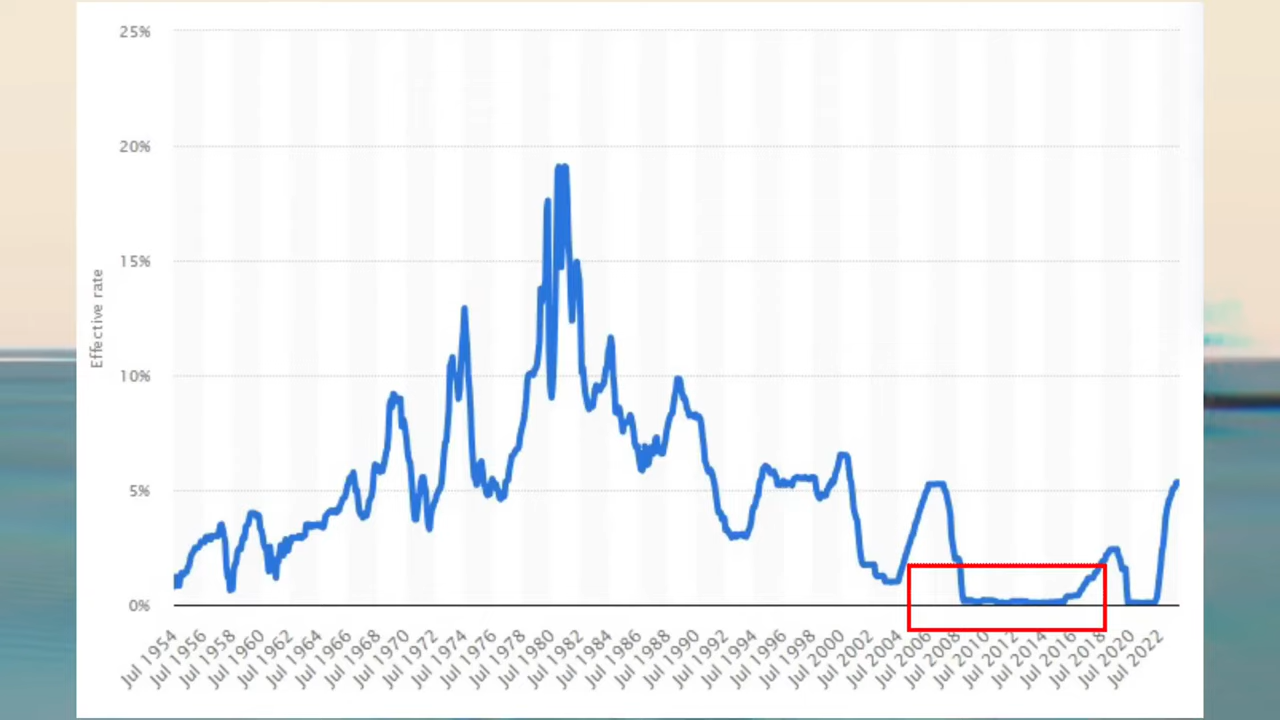 25%
20%
15%
10%
5%
0%
Effective rate
Jul 1954
Jul 1956
Jul 1958
Jul 1960
Jul 1962
Jul 1964
Jul 1966
Jul 1968
Jul 1970
Jul 1972
Jul 1974
Jul 1976
Jul 1978
Jul 1980
Jul 1982
Jul 1984
Jul 1986
Jul 1988
Jul 1990
Jul 1992
Jul 1994
Jul 1996
Jul 1998
Jul 2000
Jul 2002
Jul 2004
Jul 2006
Jul 2008
Jul 2010
Jul 2012
Jul 2014
Jul 2016
Jul 2018
Jul 2020
Jul 2022